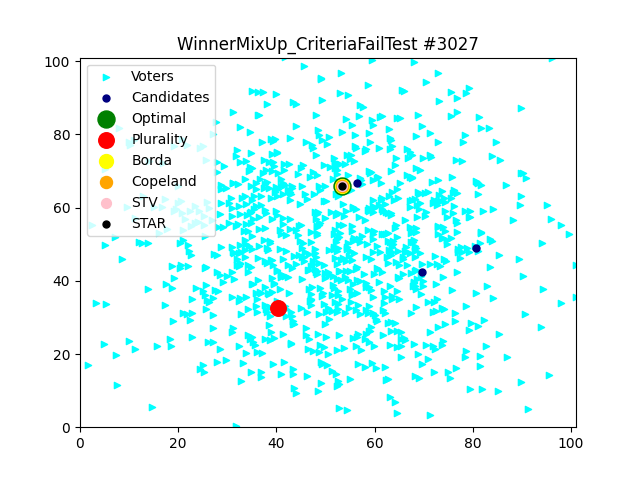 WinnerMixUp_CriteriaFailTest #3027
100
80
60
40
20
0
Voters
Candidates
Optimal
Plurality
Borda
Copeland
STV
STAR
0 20 40 60 80 100